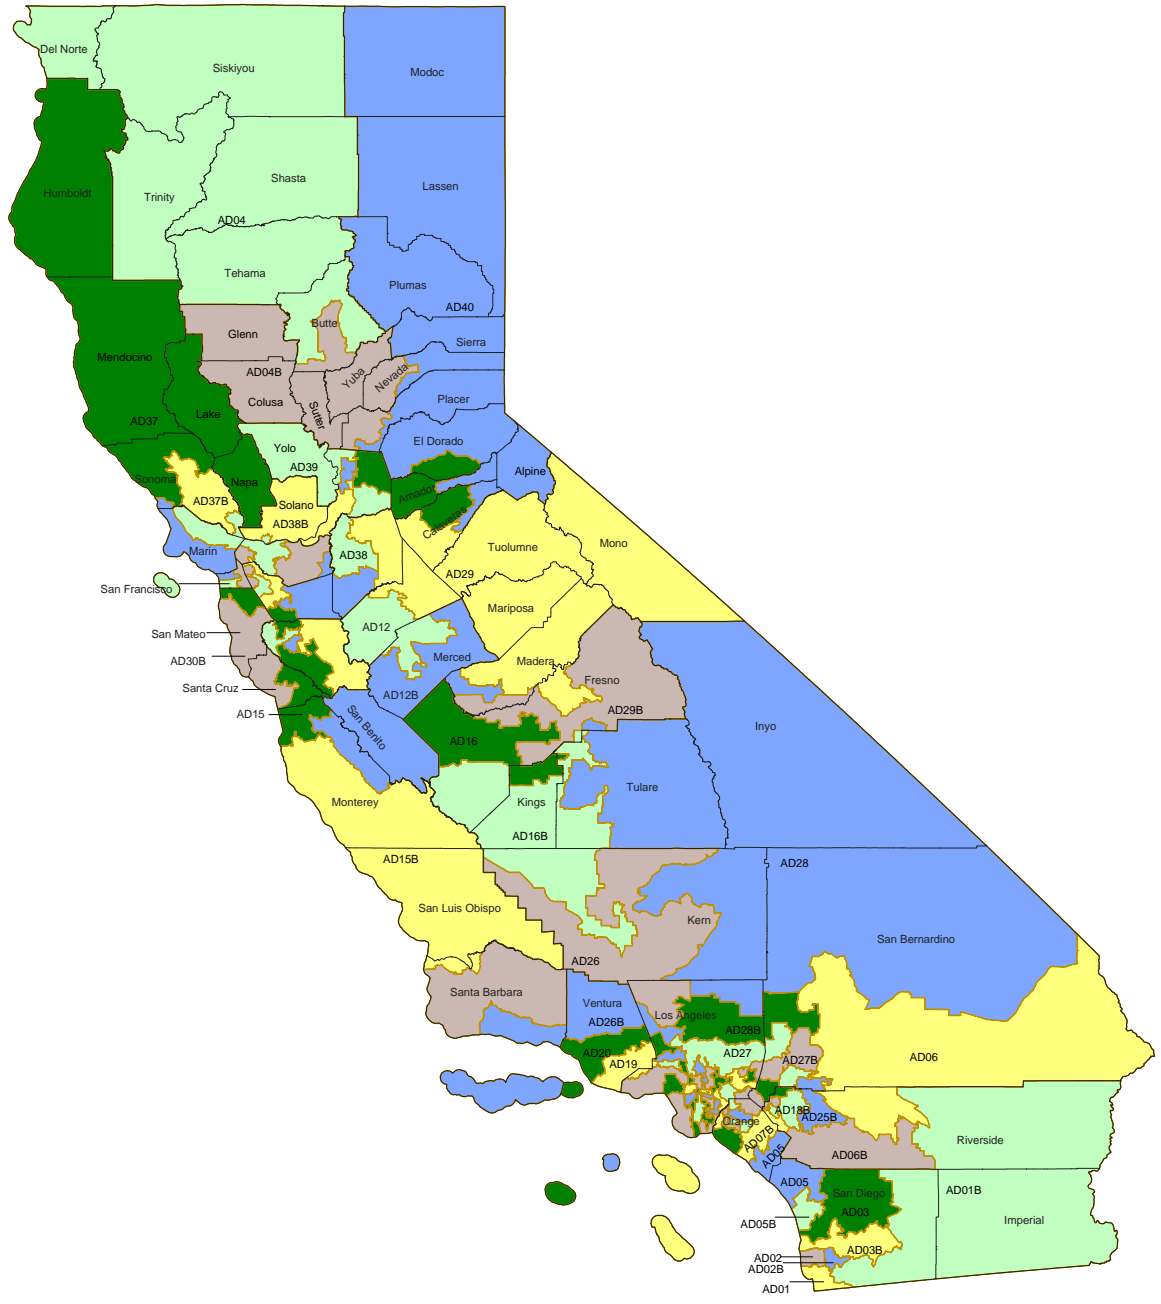 Del Norte
Siskiyou
Modoc
Humboldt
Trinity
Shasta
Lassen
AD04
Tehama
Plumas
AD40
Glenn
Butte
Sierra
Mendocino
AD04B
Yuba
Nevada
Colusa
Sutter
Placer
Lake
AD37
El Dorado
Yolo
AD39
Alpine
Sonoma
Napa
Amador
AD37B
Solano
AD38B
Calaveras
Marin
AD38
Tuolumne
Mono
AD29
San Francisco
Mariposa
San Mateo
AD12
AD30B
Merced
Madera
Santa Cruz
AD12B
Fresno
AD29B
AD15
San Benito
AD16
Inyo
Monterey
Kings
Tulare
AD16B
AD15B
AD28
San Luis Obispo
Kern
San Bernardino
AD26
Santa Barbara
Ventura
AD26B
Los Angeles
AD28B
AD20
AD19
AD27
AD27B
AD06
Orange
AD18B
AD25B
AD07B
AD05
AD06B
Riverside
AD05
San Diego
AD03
AD01B
AD05B
Imperial
AD03B
AD02
AD02B
AD01